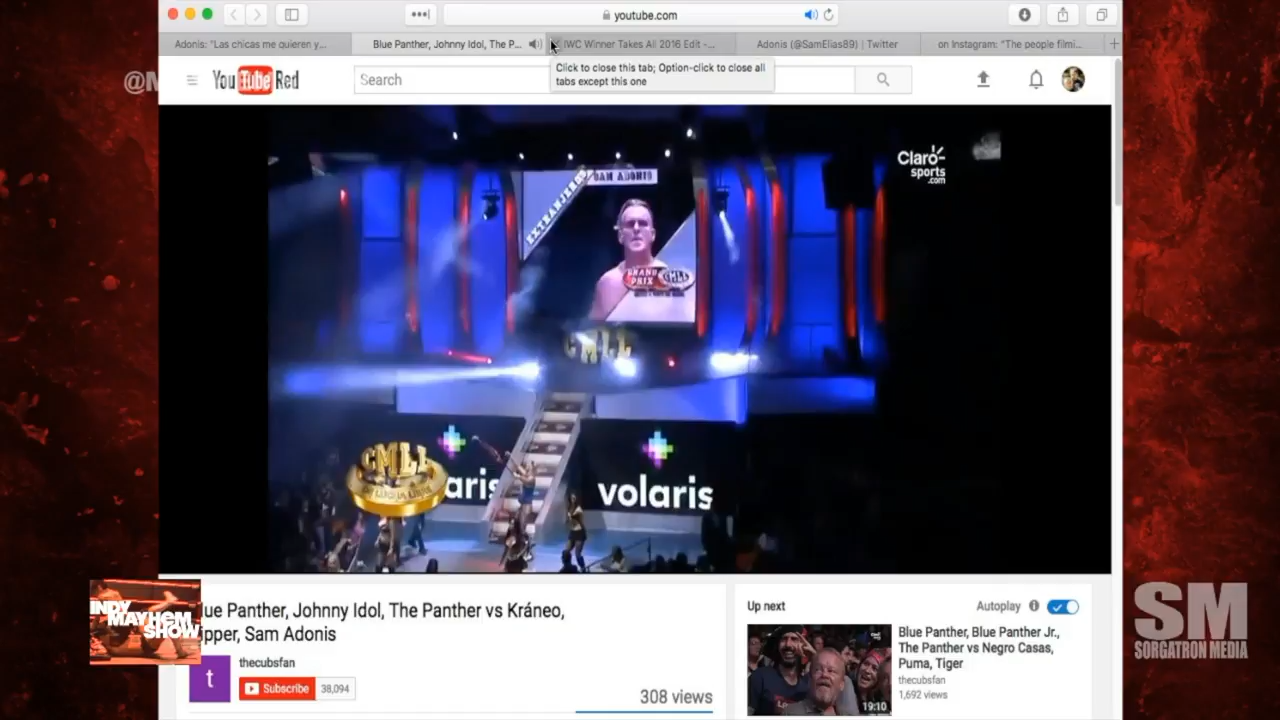 youtube.com
Adonis: "Las chicas me quieren y...
Blue Panther, Johnny Idol, The P...
IWC Winner Takes All 2016 Edit -...
Adonis (@SamElias89) | Twitter
on Instagram: "The people filmi...
Click to close this tab; Option-click to close all
tabs except this one
@M
YouTube Red
Search
Claro-
sports
.com
SAM ADONIS
EXTRANJERO
GRAND
PRIX
CMLL
CMLL
CMLL
aris
volaris
INDY
MAYHEM
SHOW
lue Panther, Johnny Idol, The Panther vs Kráneo,
ipper, Sam Adonis
t
thecubsfan
Subscribe
38,094
308 views
Up next
Autoplay
Blue Panther, Blue Panther Jr.,
The Panther vs Negro Casas,
Puma, Tiger
thecubsfan
1,692 views
19:10
SM
SORGATRON MEDIA